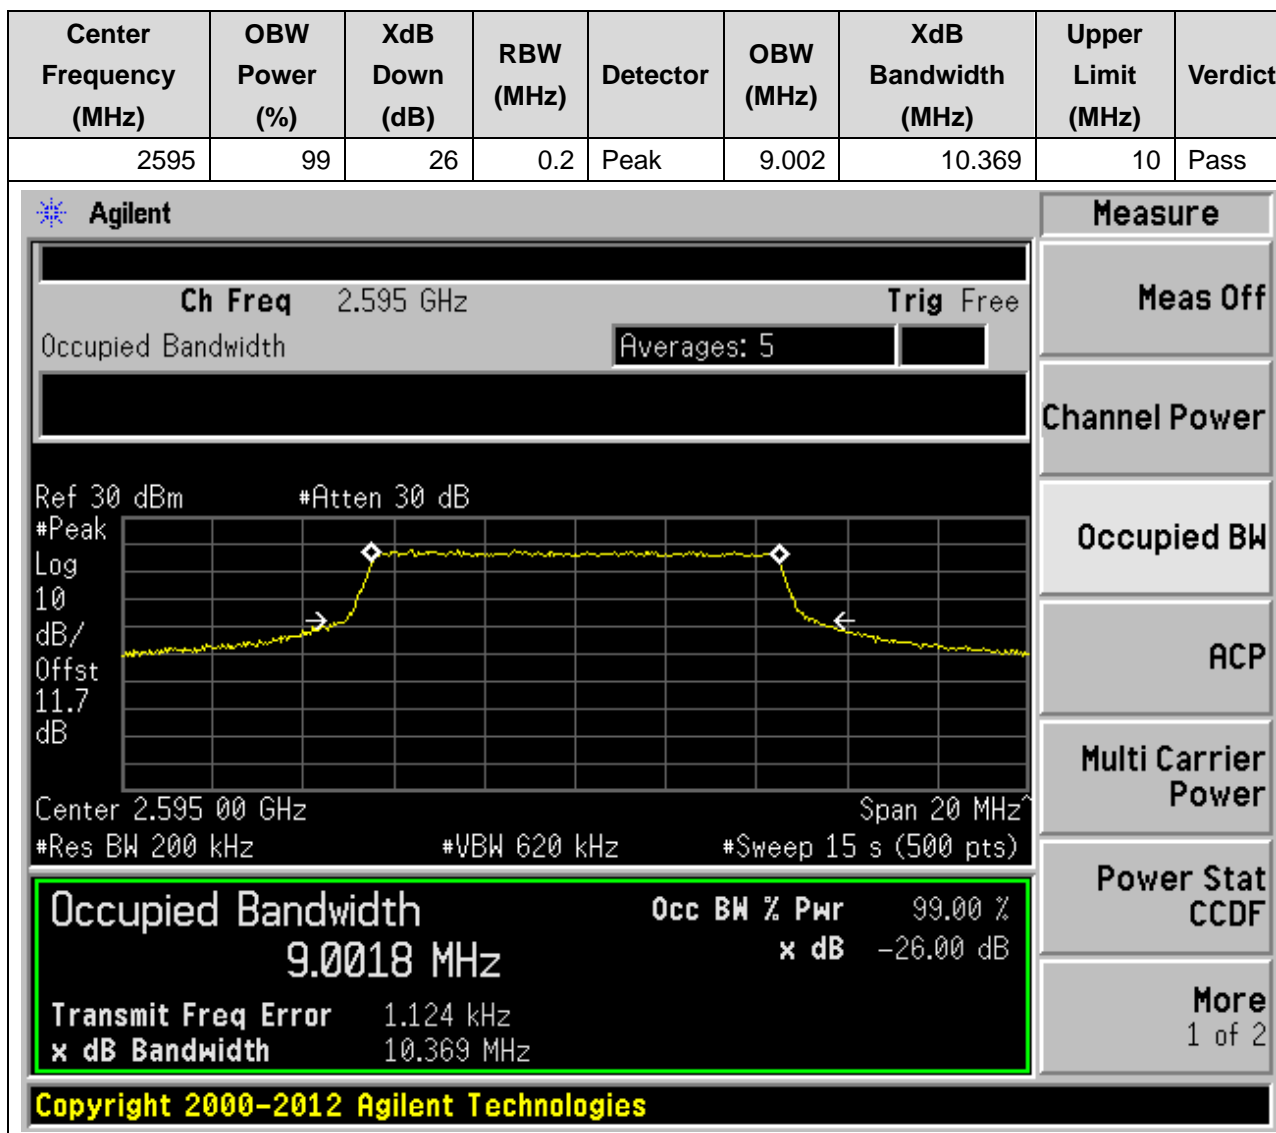 Center Frequency (MHz) OBW Power (%) XdB Down (dB) RBW (MHz) Detector OBW (MHz) XdB Bandwidth (MHz) Upper Limit (MHz) Verdict
2595 99 26 0.2 Peak 9.002 10.369 10 Pass
Agilent
Measure
Ch Freq 2.595 GHz Trig Free
Meas Off
Occupied Bandwidth Averages: 5
Channel Power
Ref 30 dBm #Atten 30 dB
#Peak
Log
10
dB/
Offst
11.7
dB
Occupied BW
ACP
Multi Carrier
Power
Center 2.595 00 GHz Span 20 MHz^
#Res BW 200 kHz #VBW 620 kHz #Sweep 15 s (500 pts)
Power Stat
CCDF
Occupied Bandwidth Occ BW % Pwr 99.00 %
9.0018 MHz x dB -26.00 dB
Transmit Freq Error 1.124 kHz
x dB Bandwidth 10.369 MHz
More
1 of 2
Copyright 2000-2012 Agilent Technologies